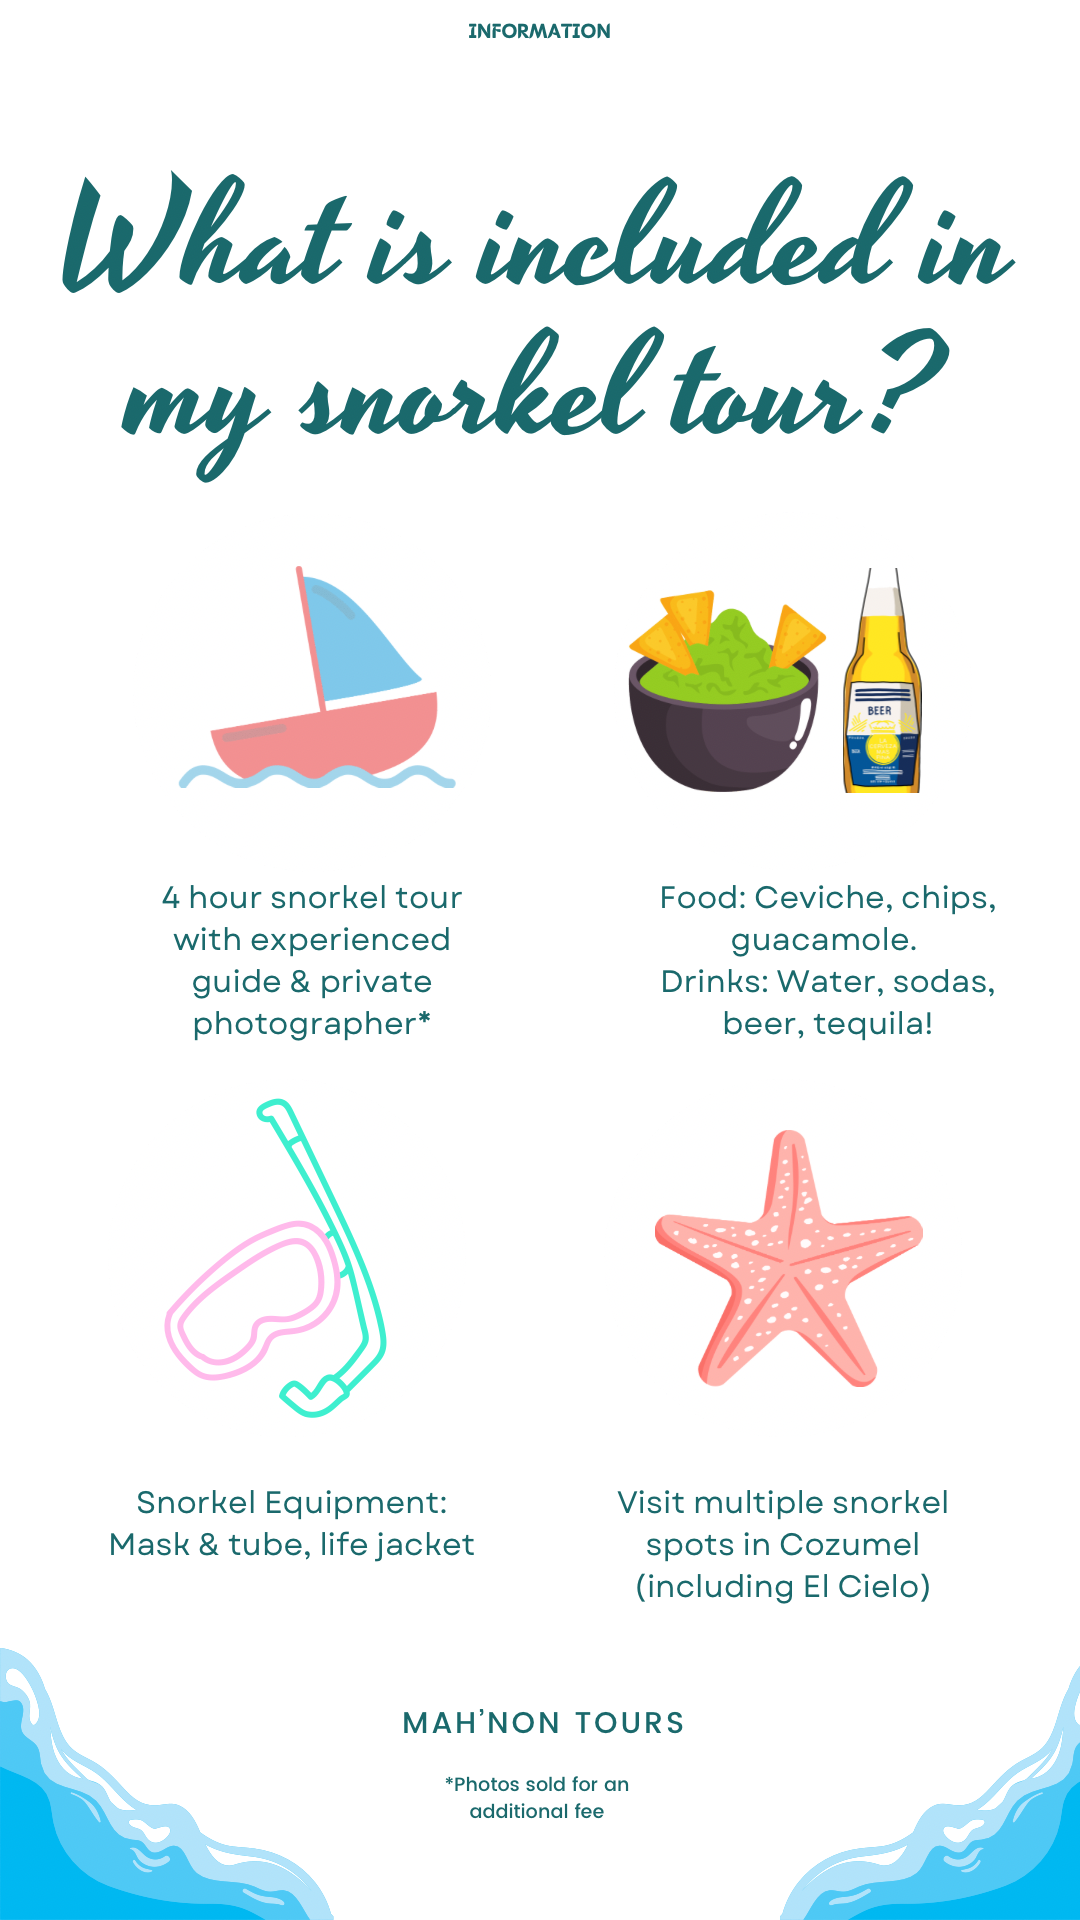 INFORMATION
What is included in
my snorkel tour?
BEER
4 hour snorkel tour
with experienced
guide & private
photographer*
Food: Ceviche, chips,
guacamole.
Drinks: Water, sodas,
beer, tequila!
Snorkel Equipment:
Mask & tube, life jacket
Visit multiple snorkel
spots in Cozumel
(including El Cielo)
MAH'NON TOURS
*Photos sold for an
additional fee